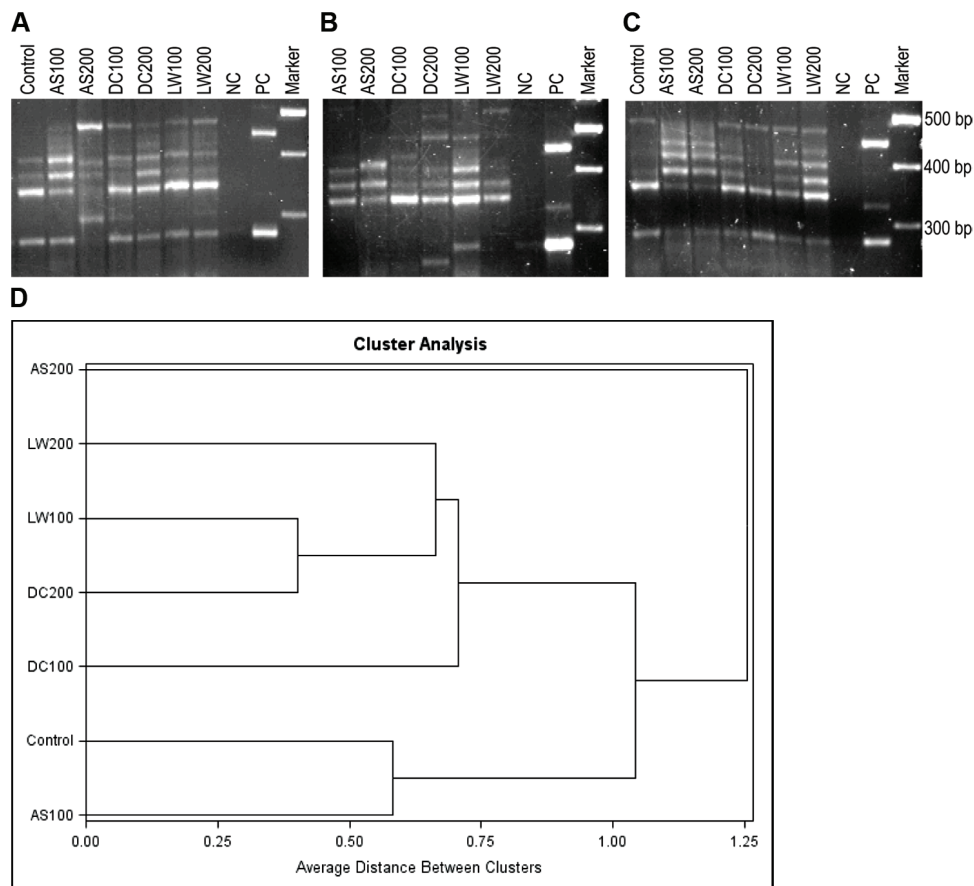 A
Control AS100 AS200 DC100 DC200 LW100 LW200 NC PC Marker
B
AS100 AS200 DC100 DC200 LW100 LW200 NC PC Marker
C
Control AS100 AS200 DC100 DC200 LW100 LW200 NC PC Marker
500 bp
400 bp
300 bp
D
Cluster Analysis
AS200
LW200
LW100
DC200
DC100
Control
AS100
0.00 0.25 0.50 0.75 1.00 1.25
Average Distance Between Clusters